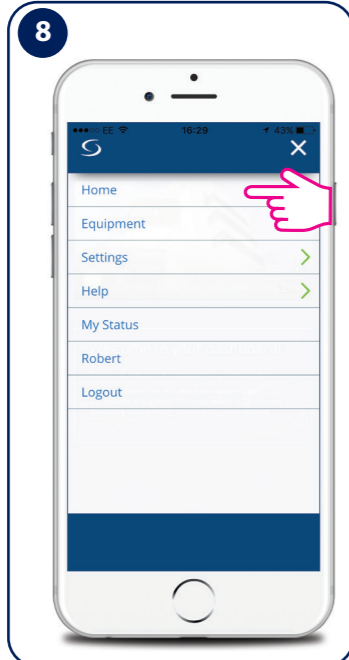 8
EE 16:29 43%
Home
Equipment
Settings
Help
My Status
Robert
Logout